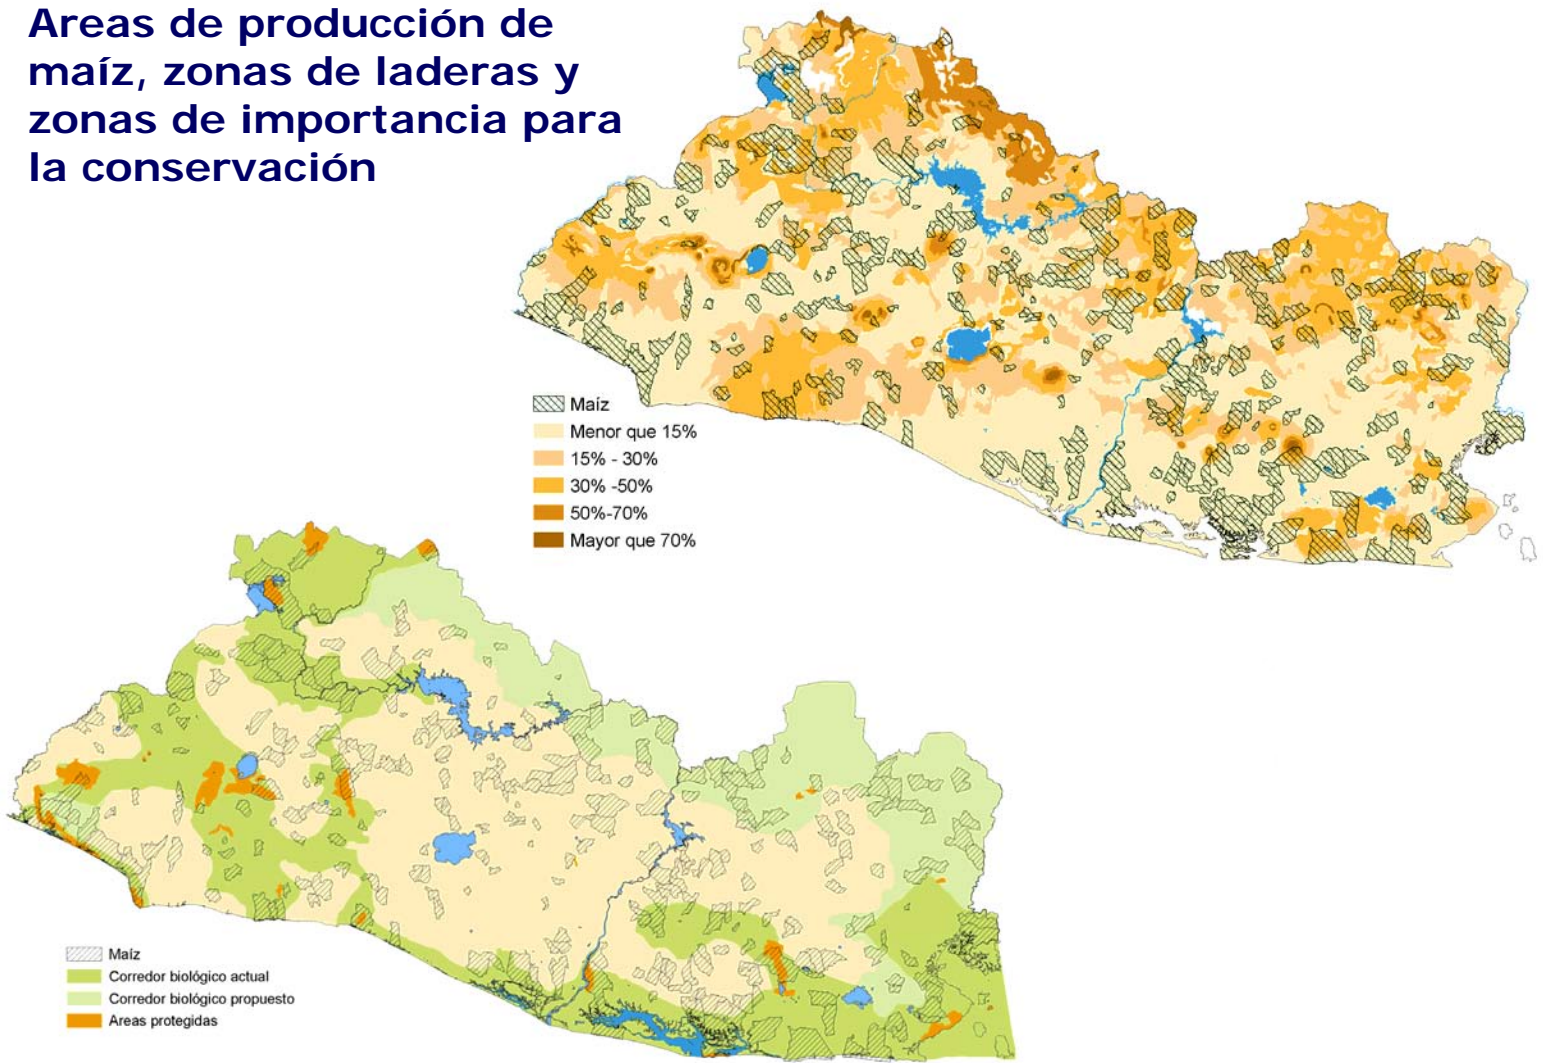 Areas de producción de
maíz, zonas de laderas y
zonas de importancia para
la conservación
Maíz
Menor que 15%
15% - 30%
30% -50%
50%-70%
Mayor que 70%
Maíz
Corredor biológico actual
Corredor biológico propuesto
Areas protegidas